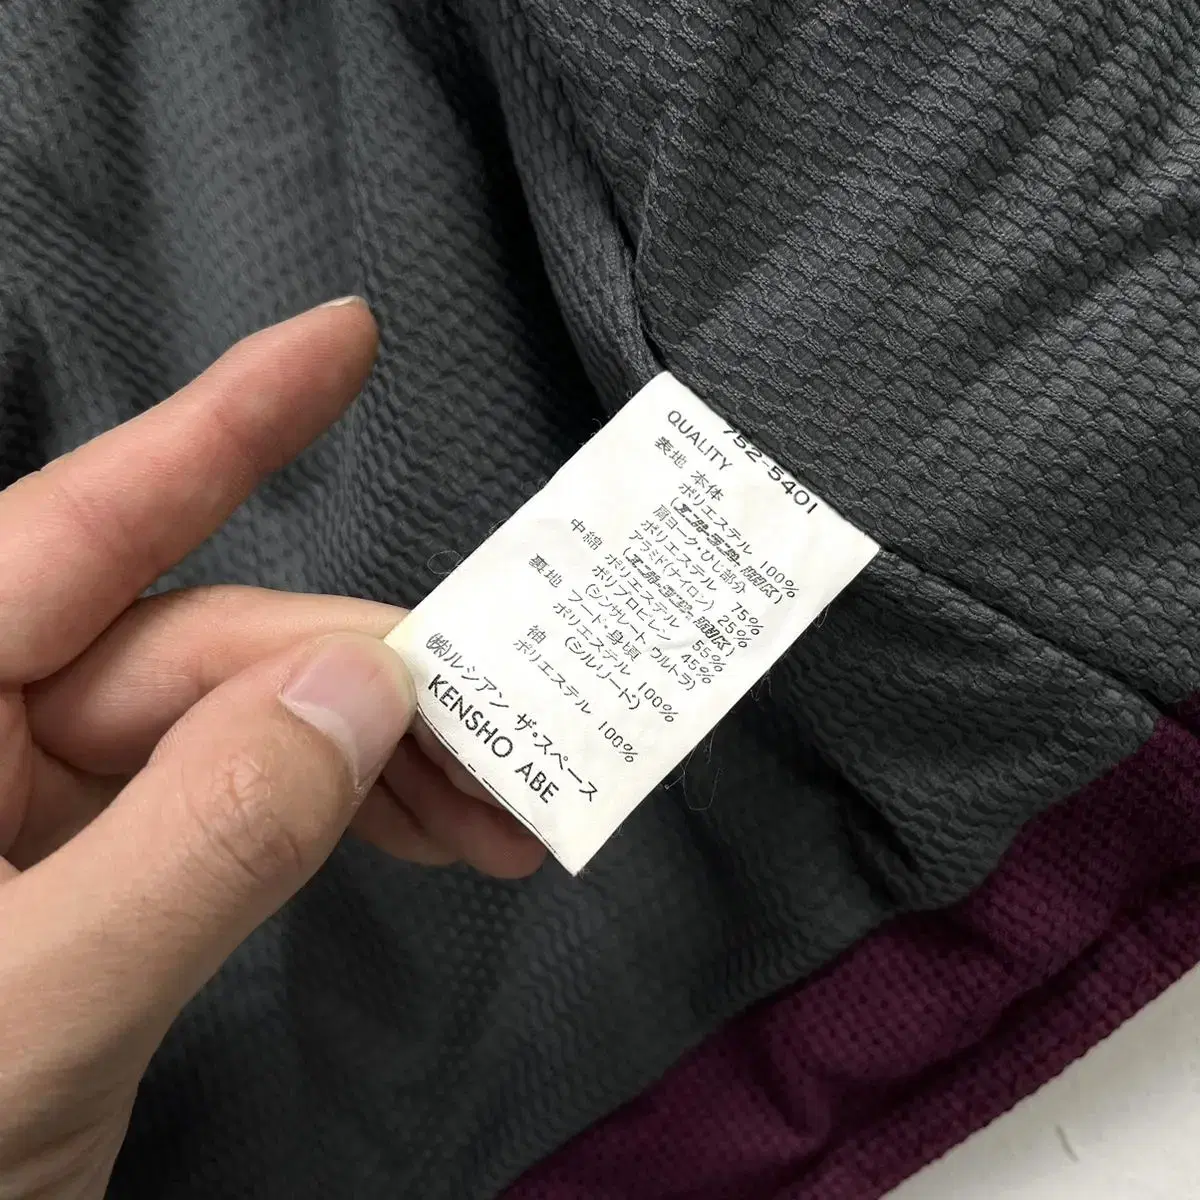 752-5401
QUALITY
表地 本体
ポリエステル 100%
肩ヨーク・ひじ部分
ポリエステル 75%
アラミド(ナイロン) 25%
中綿 ポリエステル 55%
ポリプロピレン 45%
(シンサレート ウルトラ)
裏地 フード・身頃
ポリエステル 100%
(シルリード)
袖
ポリエステル 100%
㈱ルシアン ザ・スペース
KENSHO ABE